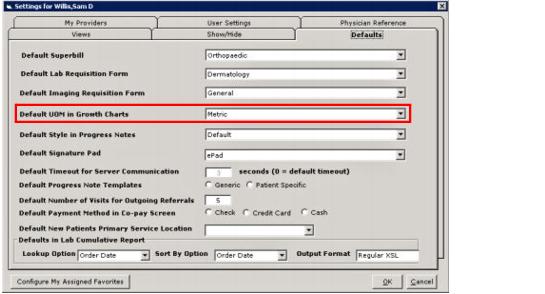 Settings for Willis,Sam D
My Providers User Settings Physician Reference
Views Show/Hide Defaults
Default Superbill Orthopaedic
Default Lab Requisition Form Dermatology
Default Imaging Requisition Form General
Default UOM in Growth Charts Metric
Default Style in Progress Notes Default
Default Signature Pad ePad
Default Timeout for Server Communication 3 seconds (0 = default timeout)
Default Progress Note Templates Generic Patient Specific
Default Number of Visits for Outgoing Referrals 5
Default Payment Method in Co-pay Screen Check Credit Card Cash
Default New Patients Primary Service Location
Defaults in Lab Cumulative Report
Lookup Option Order Date Sort By Option Order Date Output Format Regular XSL
Configure My Assigned Favorites OK Cancel